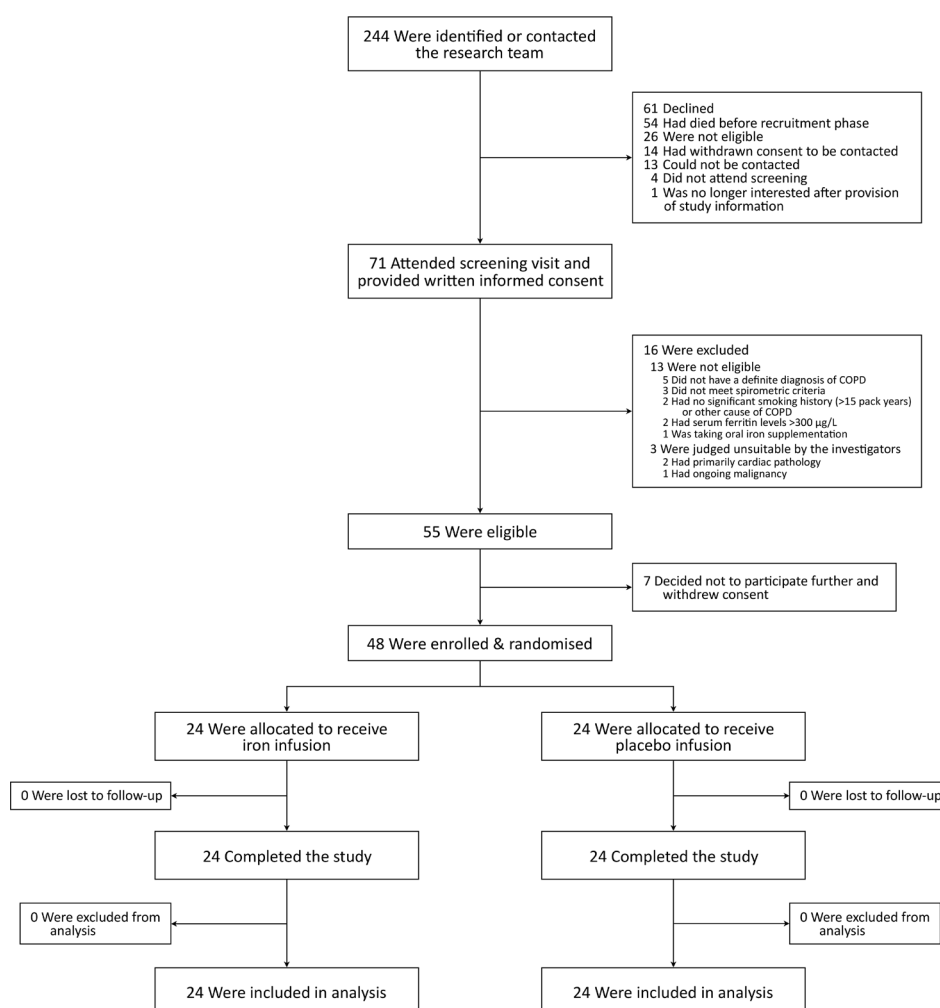 244 Were identified or contacted
the research team
61 Declined
54 Had died before recruitment phase
26 Were not eligible
14 Had withdrawn consent to be contacted
13 Could not be contacted
4 Did not attend screening
1 Was no longer interested after provision
of study information
71 Attended screening visit and
provided written informed consent
16 Were excluded
13 Were not eligible
5 Did not have a definite diagnosis of COPD
3 Did not meet spirometric criteria
2 Had no significant smoking history (>15 pack years)
or other cause of COPD
2 Had serum ferritin levels >300 µg/L
1 Was taking oral iron supplementation
3 Were judged unsuitable by the investigators
2 Had primarily cardiac pathology
1 Had ongoing malignancy
55 Were eligible
7 Decided not to participate further and
withdrew consent
48 Were enrolled & randomised
24 Were allocated to receive
iron infusion
24 Were allocated to receive
placebo infusion
0 Were lost to follow-up
0 Were lost to follow-up
24 Completed the study
24 Completed the study
0 Were excluded from
analysis
0 Were excluded from
analysis
24 Were included in analysis
24 Were included in analysis